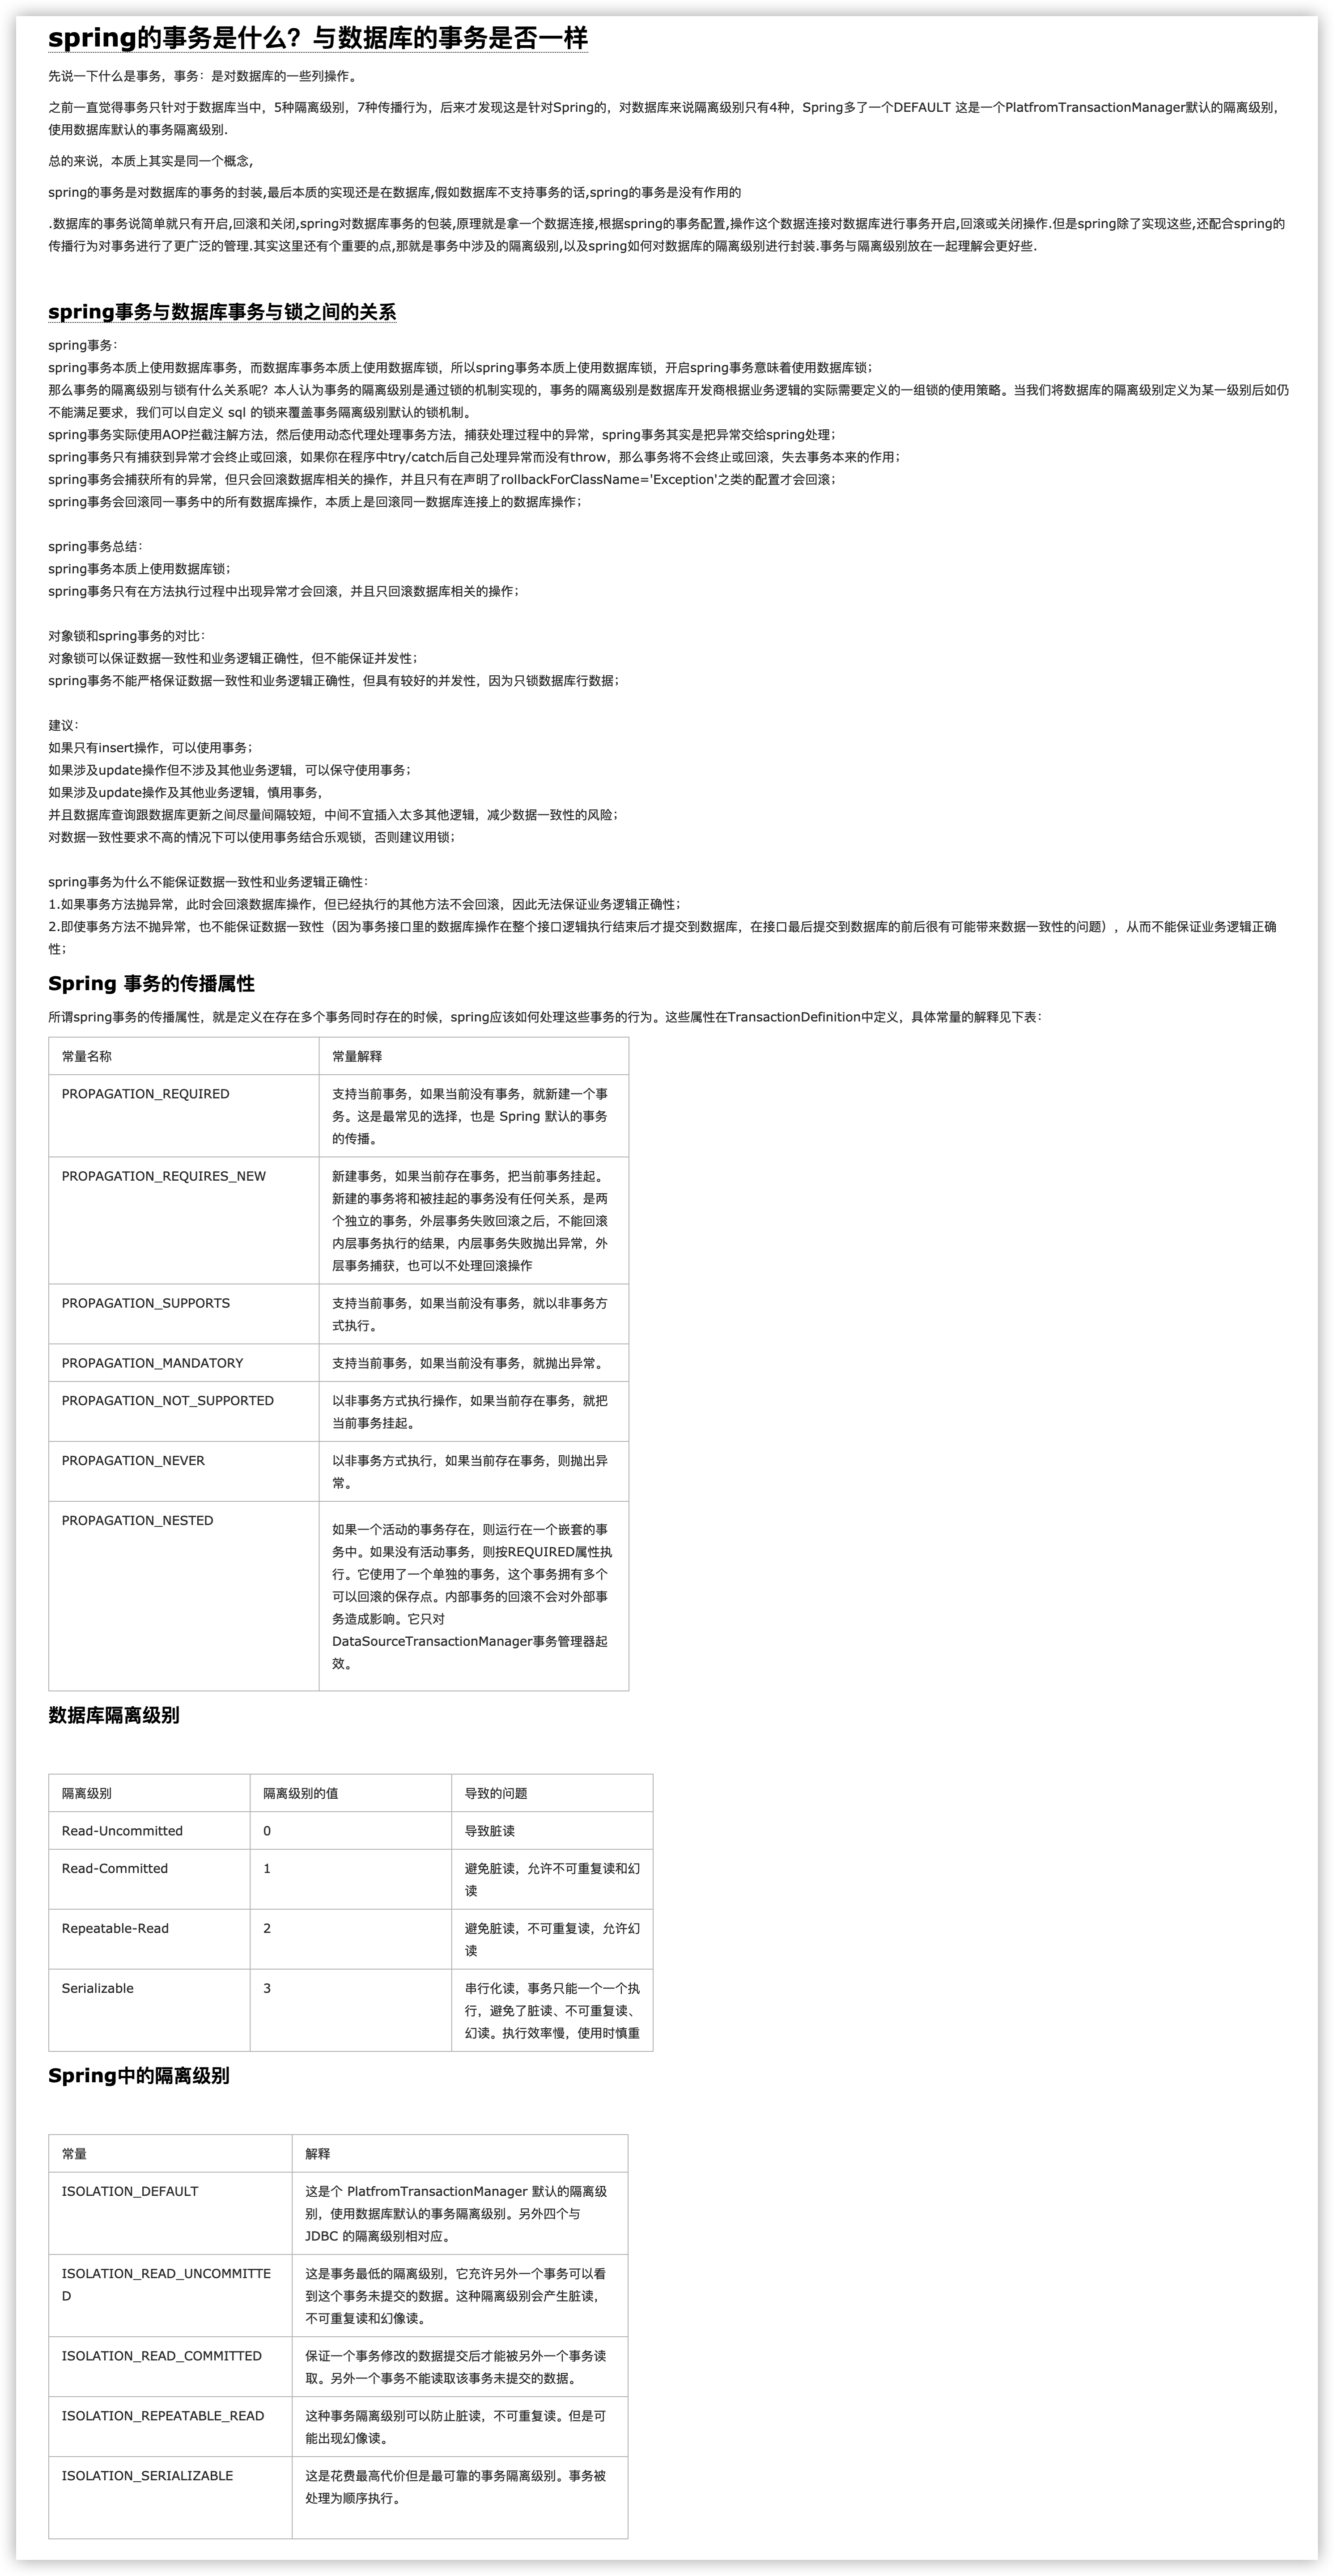 spring的事务是什么？与数据库的事务是否一样
先说一下什么是事务，事务：是对数据库的一些列操作。
之前一直觉得事务只针对于数据库当中，5种隔离级别，7种传播行为，后来才发现这是针对Spring的，对数据库来说隔离级别只有4种，Spring多了一个DEFAULT 这是一个PlatfromTransactionManager默认的隔离级别，
使用数据库默认的事务隔离级别.
总的来说，本质上其实是同一个概念,
spring的事务是对数据库的事务的封装,最后本质的实现还是在数据库,假如数据库不支持事务的话,spring的事务是没有作用的
.数据库的事务说简单就只有开启,回滚和关闭,spring对数据库事务的包装,原理就是拿一个数据连接,根据spring的事务配置,操作这个数据连接对数据库进行事务开启,回滚或关闭操作.但是spring除了实现这些,还配合spring的
传播行为对事务进行了更广泛的管理.其实这里还有个重要的点,那就是事务中涉及的隔离级别,以及spring如何对数据库的隔离级别进行封装.事务与隔离级别放在一起理解会更好些.
spring事务与数据库事务与锁之间的关系
spring事务：
spring事务本质上使用数据库事务，而数据库事务本质上使用数据库锁，所以spring事务本质上使用数据库锁，开启spring事务意味着使用数据库锁；
那么事务的隔离级别与锁有什么关系呢？本人认为事务的隔离级别是通过锁的机制实现的，事务的隔离级别是数据库开发商根据业务逻辑的实际需要定义的一组锁的使用策略。当我们将数据库的隔离级别定义为某一级别后如仍
不能满足要求，我们可以自定义 sql 的锁来覆盖事务隔离级别默认的锁机制。
spring事务实际使用AOP拦截注解方法，然后使用动态代理处理事务方法，捕获处理过程中的异常，spring事务其实是把异常交给spring处理；
spring事务只有捕获到异常才会终止或回滚，如果你在程序中try/catch后自己处理异常而没有throw，那么事务将不会终止或回滚，失去事务本来的作用；
spring事务会捕获所有的异常，但只会回滚数据库相关的操作，并且只有在声明了rollbackForClassName='Exception'之类的配置才会回滚；
spring事务会回滚同一事务中的所有数据库操作，本质上是回滚同一数据库连接上的数据库操作；
spring事务总结：
spring事务本质上使用数据库锁；
spring事务只有在方法执行过程中出现异常才会回滚，并且只回滚数据库相关的操作；
对象锁和spring事务的对比：
对象锁可以保证数据一致性和业务逻辑正确性，但不能保证并发性；
spring事务不能严格保证数据一致性和业务逻辑正确性，但具有较好的并发性，因为只锁数据库行数据；
建议：
如果只有insert操作，可以使用事务；
如果涉及update操作但不涉及其他业务逻辑，可以保守使用事务；
如果涉及update操作及其他业务逻辑，慎用事务，
并且数据库查询跟数据库更新之间尽量间隔较短，中间不宜插入太多其他逻辑，减少数据一致性的风险；
对数据一致性要求不高的情况下可以使用事务结合乐观锁，否则建议用锁；
spring事务为什么不能保证数据一致性和业务逻辑正确性：
1.如果事务方法抛异常，此时会回滚数据库操作，但已经执行的其他方法不会回滚，因此无法保证业务逻辑正确性；
2.即使事务方法不抛异常，也不能保证数据一致性（因为事务接口里的数据库操作在整个接口逻辑执行结束后才提交到数据库，在接口最后提交到数据库的前后很有可能带来数据一致性的问题），从而不能保证业务逻辑正确
性；
Spring 事务的传播属性
所谓spring事务的传播属性，就是定义在存在多个事务同时存在的时候，spring应该如何处理这些事务的行为。这些属性在TransactionDefinition中定义，具体常量的解释见下表：
常量名称
常量解释
PROPAGATION_REQUIRED
支持当前事务，如果当前没有事务，就新建一个事
务。这是最常见的选择，也是 Spring 默认的事务
的传播。
PROPAGATION_REQUIRES_NEW
新建事务，如果当前存在事务，把当前事务挂起。
新建的事务将和被挂起的事务没有任何关系，是两
个独立的事务，外层事务失败回滚之后，不能回滚
内层事务执行的结果，内层事务失败抛出异常，外
层事务捕获，也可以不处理回滚操作
PROPAGATION_SUPPORTS
支持当前事务，如果当前没有事务，就以非事务方
式执行。
PROPAGATION_MANDATORY
支持当前事务，如果当前没有事务，就抛出异常。
PROPAGATION_NOT_SUPPORTED
以非事务方式执行操作，如果当前存在事务，就把
当前事务挂起。
PROPAGATION_NEVER
以非事务方式执行，如果当前存在事务，则抛出异
常。
PROPAGATION_NESTED
如果一个活动的事务存在，则运行在一个嵌套的事
务中。如果没有活动事务，则按REQUIRED属性执
行。它使用了一个单独的事务，这个事务拥有多个
可以回滚的保存点。内部事务的回滚不会对外部事
务造成影响。它只对
DataSourceTransactionManager事务管理器起
效。
数据库隔离级别
隔离级别
隔离级别的值
导致的问题
Read-Uncommitted
0
导致脏读
Read-Committed
1
避免脏读，允许不可重复读和幻
读
Repeatable-Read
2
避免脏读，不可重复读，允许幻
读
Serializable
3
串行化读，事务只能一个一个执
行，避免了脏读、不可重复读、
幻读。执行效率慢，使用时慎重
Spring中的隔离级别
常量
解释
ISOLATION_DEFAULT
这是个 PlatfromTransactionManager 默认的隔离级
别，使用数据库默认的事务隔离级别。另外四个与
JDBC 的隔离级别相对应。
ISOLATION_READ_UNCOMMITTE
D
这是事务最低的隔离级别，它充许另外一个事务可以看
到这个事务未提交的数据。这种隔离级别会产生脏读，
不可重复读和幻像读。
ISOLATION_READ_COMMITTED
保证一个事务修改的数据提交后才能被另外一个事务读
取。另外一个事务不能读取该事务未提交的数据。
ISOLATION_REPEATABLE_READ
这种事务隔离级别可以防止脏读，不可重复读。但是可
能出现幻像读。
ISOLATION_SERIALIZABLE
这是花费最高代价但是最可靠的事务隔离级别。事务被
处理为顺序执行。